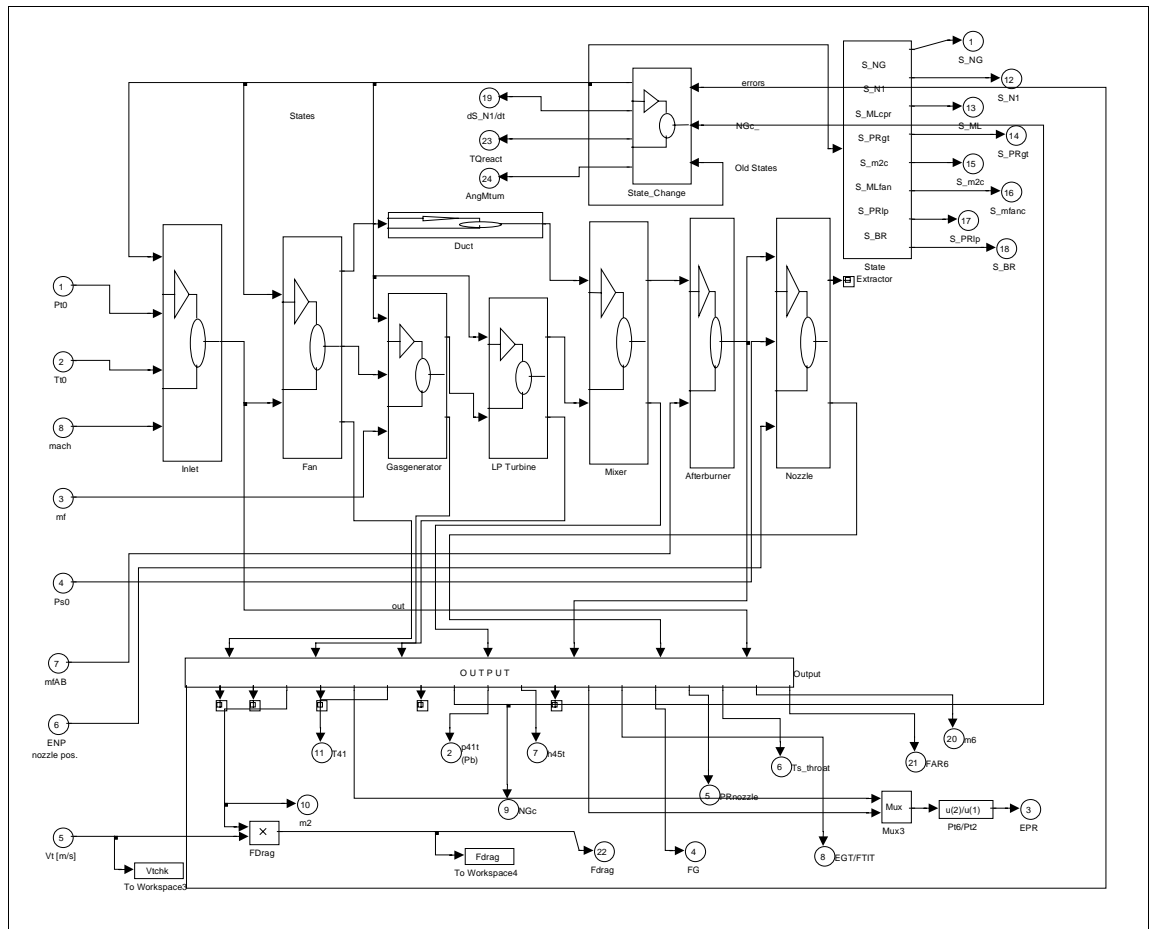 1
S_NG
S_NG
errors
12
S_N1
S_N1
19
dS_N1/dt
States
13
S_ML
S_MLcpr
NGc_
23
TQreact
14
S_PRgt
S_PRgt
Old States
24
AngMtum
State_Change
15
S_m2c
S_m2c
S_MLfan
16
S_mfanc
S_PRlp
17
S_PRlp
S_BR
18
S_BR
State
Extractor
Duct
1
Pt0
2
Tt0
8
mach
Inlet
Fan
Gasgenerator
LP Turbine
Mixer
Afterburner
Nozzle
3
mf
4
Ps0
out
7
mfAB
OUTPUT
Output
6
ENP
nozzle pos.
11
T41
2
p41t
(Pb)
7
h45t
20
m6
21
FAR6
6
Ts_throat
5
PRnozzle
10
m2
9
NGc
Mux
Mux3
u(2)/u(1)
Pt6/Pt2
3
EPR
5
Vt [m/s]
×
FDrag
Vtchk
To Workspace3
Fdrag
To Workspace4
22
Fdrag
4
FG
8
EGT/FTIT